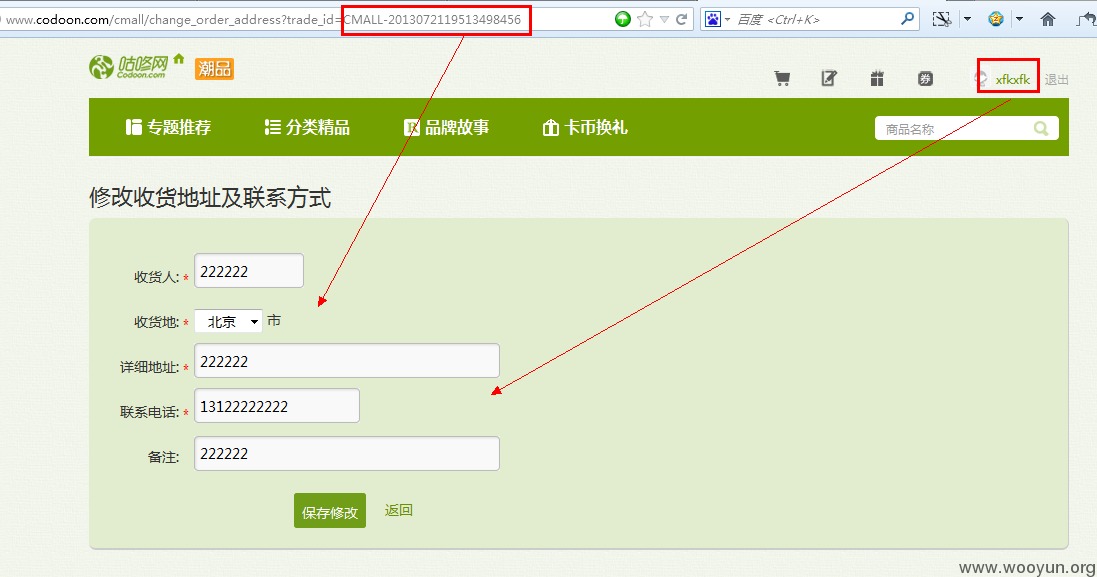 www.codoon.com/cmall/change_order_address?trade_id=CMALL-2013072119513498456
百度 <Ctrl+K>
咕咚网
Codoon.com
潮品
券
xfkxfk
退出
专题推荐
分类精品
品牌故事
卡币换礼
商品名称
修改收货地址及联系方式
收货人:* 222222
收货地:* 北京 市
详细地址:* 222222
联系电话:* 13122222222
备注: 222222
保存修改 返回
www.wooyun.org